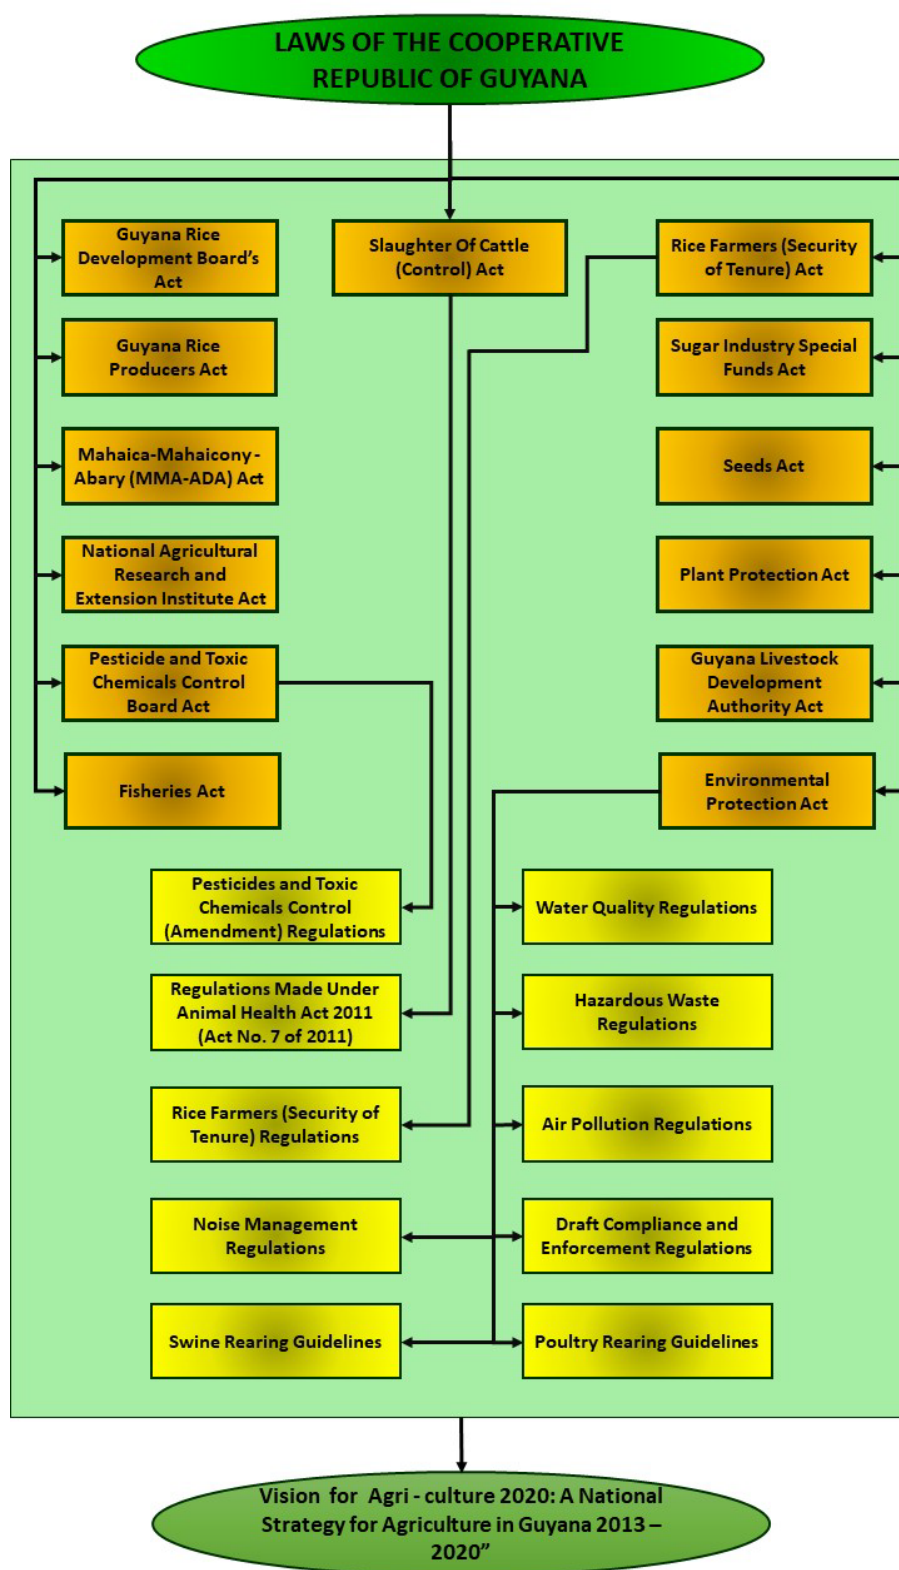 LAWS OF THE COOPERATIVE
REPUBLIC OF GUYANA
Guyana Rice
Development Board's
Act
Slaughter Of Cattle
(Control) Act
Rice Farmers (Security
of Tenure) Act
Guyana Rice
Producers Act
Sugar Industry Special
Funds Act
Mahaica-Mahaicony -
Abary (MMA-ADA) Act
Seeds Act
National Agricultural
Research and
Extension Institute Act
Plant Protection Act
Pesticide and Toxic
Chemicals Control
Board Act
Guyana Livestock
Development
Authority Act
Fisheries Act
Environmental
Protection Act
Pesticides and Toxic
Chemicals Control
(Amendment) Regulations
Water Quality Regulations
Regulations Made Under
Animal Health Act 2011
(Act No. 7 of 2011)
Hazardous Waste
Regulations
Rice Farmers (Security of
Tenure) Regulations
Air Pollution Regulations
Noise Management
Regulations
Draft Compliance and
Enforcement Regulations
Swine Rearing Guidelines
Poultry Rearing Guidelines
Vision for Agri - culture 2020: A National
Strategy for Agriculture in Guyana 2013 –
2020”